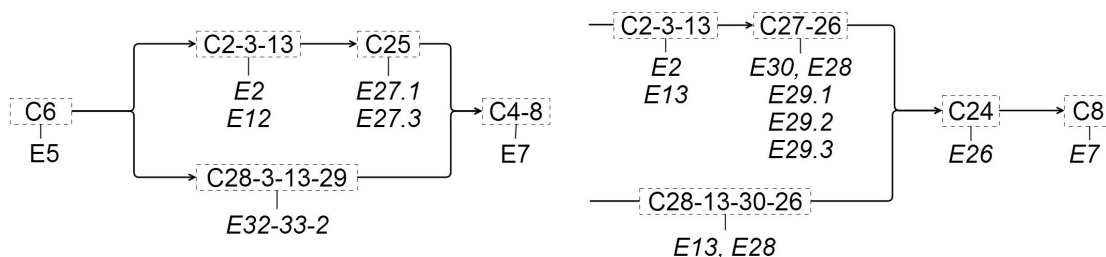 C6
E5
C2-3-13
E2
E12
C25
E27.1
E27.3
C28-3-13-29
E32-33-2
C4-8
E7
C2-3-13
E2
E13
C27-26
E30, E28
E29.1
E29.2
E29.3
C28-13-30-26
E13, E28
C24
E26
C8
E7